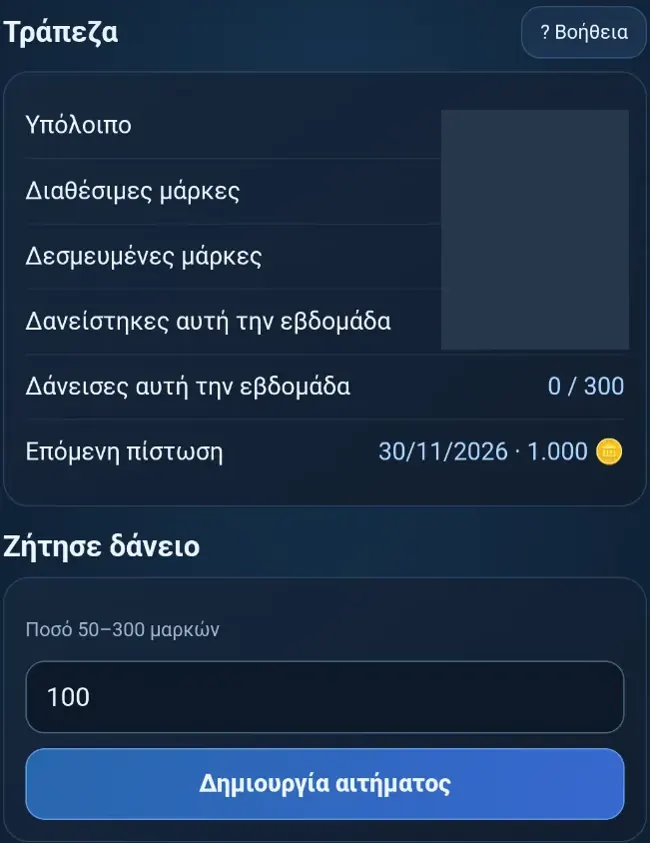 Τράπεζα
? Βοήθεια
Υπόλοιπο
Διαθέσιμες μάρκες
Δεσμευμένες μάρκες
Δανείστηκες αυτή την εβδομάδα
Δάνεισες αυτή την εβδομάδα 0 / 300
Επόμενη πίστωση 30/11/2026 · 1.000
Ζήτησε δάνειο
Ποσό 50–300 μαρκών
100
Δημιουργία αιτήματος